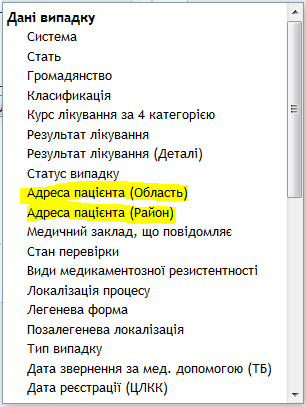 Дані випадку
Система
Стать
Громадянство
Класифікація
Курс лікування за 4 категорією
Результат лікування
Результат лікування (Деталі)
Статус випадку
Адреса пацієнта (Область)
Адреса пацієнта (Район)
Медичний заклад, що повідомляє
Стан перевірки
Види медикаментозної резистентності
Локалізація процесу
Легенева форма
Позалегенева локалізація
Тип випадку
Дата звернення за мед. допомогою (ТБ)
Дата реєстрації (ЦЛКК)